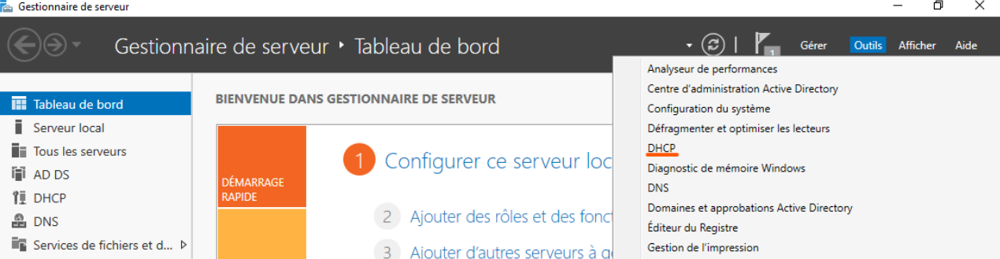 Gestionnaire de serveur
Gestionnaire de serveur ‣ Tableau de bord
1
Gérer
Outils
Afficher
Aide
Tableau de bord
Serveur local
Tous les serveurs
AD DS
DHCP
DNS
Services de fichiers et d...
BIENVENUE DANS GESTIONNAIRE DE SERVEUR
DÉMARRAGE
RAPIDE
1 Configurer ce serveur loc
2 Ajouter des rôles et des fonct
3 Ajouter d'autres serveurs à
Analyseur de performances
Centre d'administration Active Directory
Configuration du système
Défragmenter et optimiser les lecteurs
DHCP
Diagnostic de mémoire Windows
DNS
Domaines et approbations Active Directory
Éditeur du Registre
Gestion de l'impression